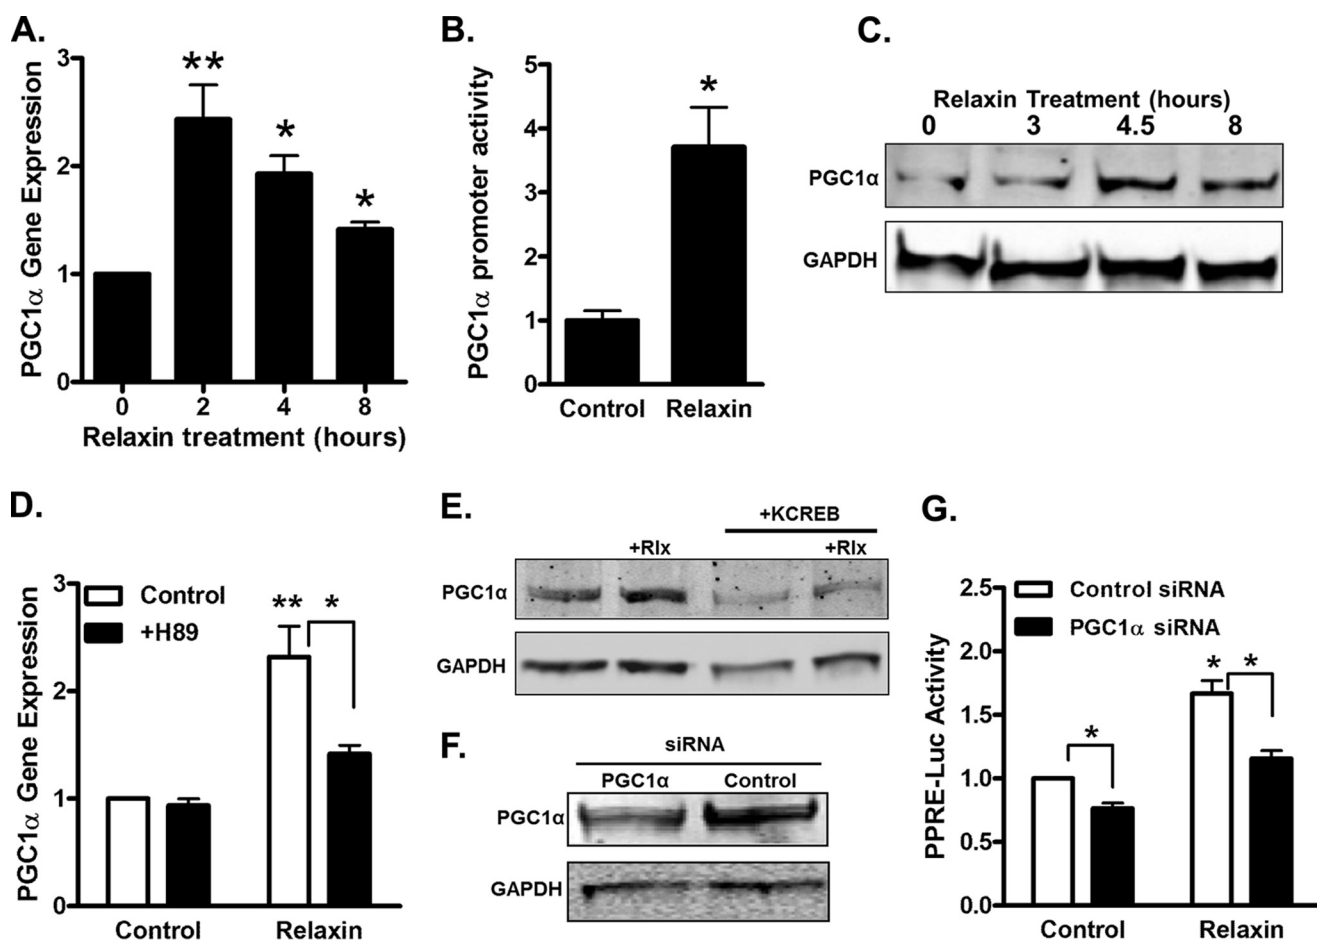 A.
PGC1α Gene Expression
3
2
1
0
**
*
*
0 2 4 8
Relaxin treatment (hours)
B.
PGC1α promoter activity
5
4
3
2
1
0
*
Control Relaxin
C.
Relaxin Treatment (hours)
0 3 4.5 8
PGC1α
GAPDH
D.
PGC1α Gene Expression
3
2
1
0
Control
+H89
** *
Control Relaxin
E.
+KCREB
+Rlx +Rlx
PGC1α
GAPDH
F.
siRNA
PGC1α Control
PGC1α
GAPDH
G.
PPRE-Luc Activity
2.5
2.0
1.5
1.0
0.5
0.0
Control siRNA
PGC1α siRNA
* *
*
Control Relaxin